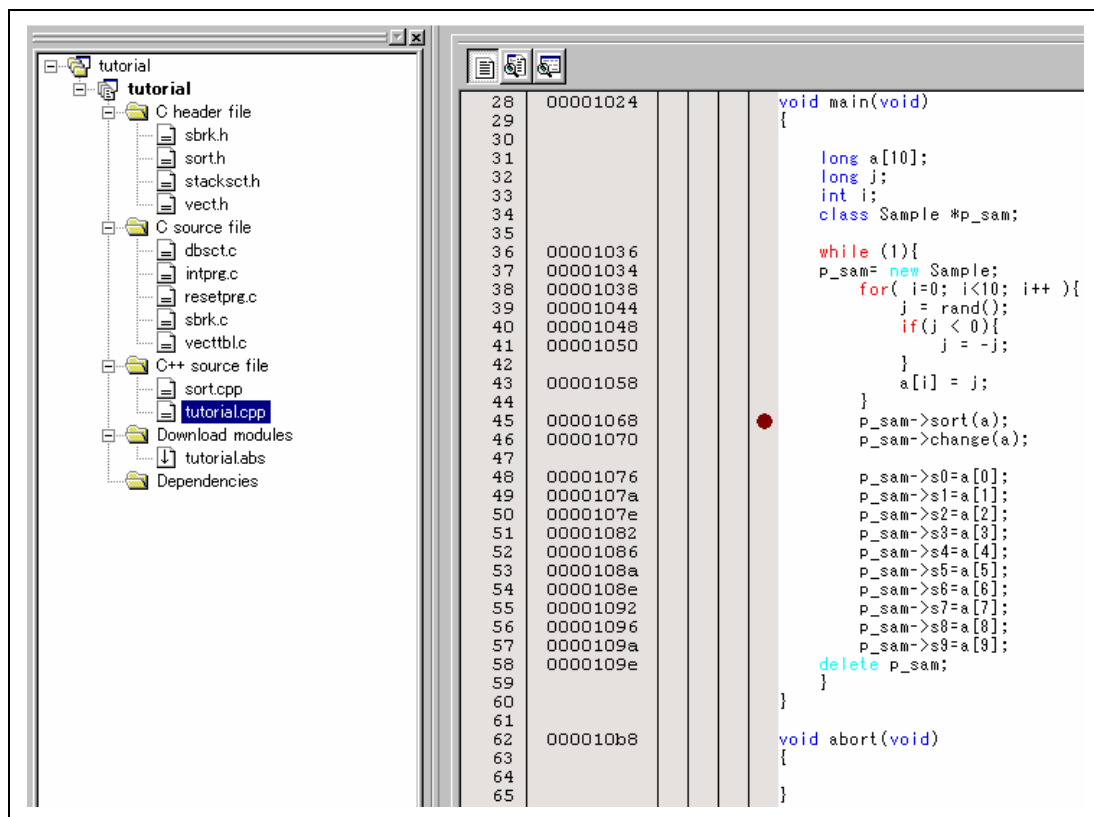 tutorial
tutorial
C header file
sbrk.h
sort.h
stacksct.h
vect.h
C source file
dbsct.c
intprg.c
resetprg.c
sbrk.c
vecttbl.c
C++ source file
sort.cpp
tutorial.cpp
Download modules
tutorial.abs
Dependencies
28 00001024 void main(void)
29 {
30
31 long a[10];
32 long j;
33 int i;
34 class Sample *p_sam;
35
36 00001036 while (1){
37 00001034 p_sam= new Sample;
38 00001038 for( i=0; i<10; i++ ){
39 00001044 j = rand();
40 00001048 if(j < 0){
41 00001050 j = -j;
42 }
43 00001058 a[i] = j;
44 }
45 00001068 p_sam->sort(a);
46 00001070 p_sam->change(a);
47
48 00001076 p_sam->s0=a[0];
49 0000107a p_sam->s1=a[1];
50 0000107e p_sam->s2=a[2];
51 00001082 p_sam->s3=a[3];
52 00001086 p_sam->s4=a[4];
53 0000108a p_sam->s5=a[5];
54 0000108e p_sam->s6=a[6];
55 00001092 p_sam->s7=a[7];
56 00001096 p_sam->s8=a[8];
57 0000109a p_sam->s9=a[9];
58 0000109e delete p_sam;
59 }
60 }
61
62 000010b8 void abort(void)
63 {
64
65 }